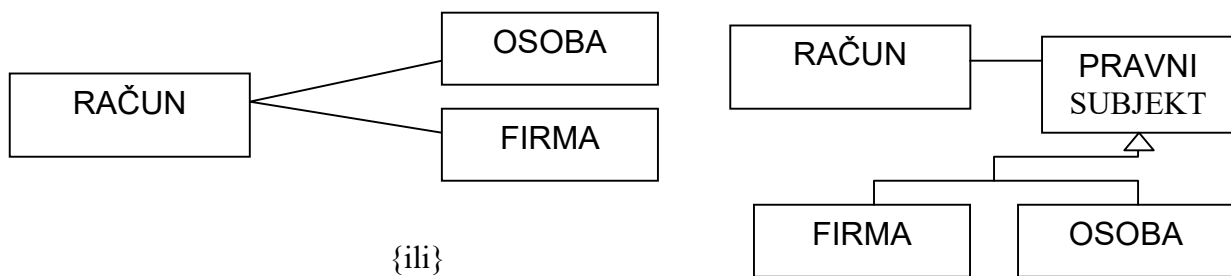 OSOBA
RAČUN
FIRMA
{ili}
RAČUN
PRAVNI
SUBJEKT
FIRMA
OSOBA